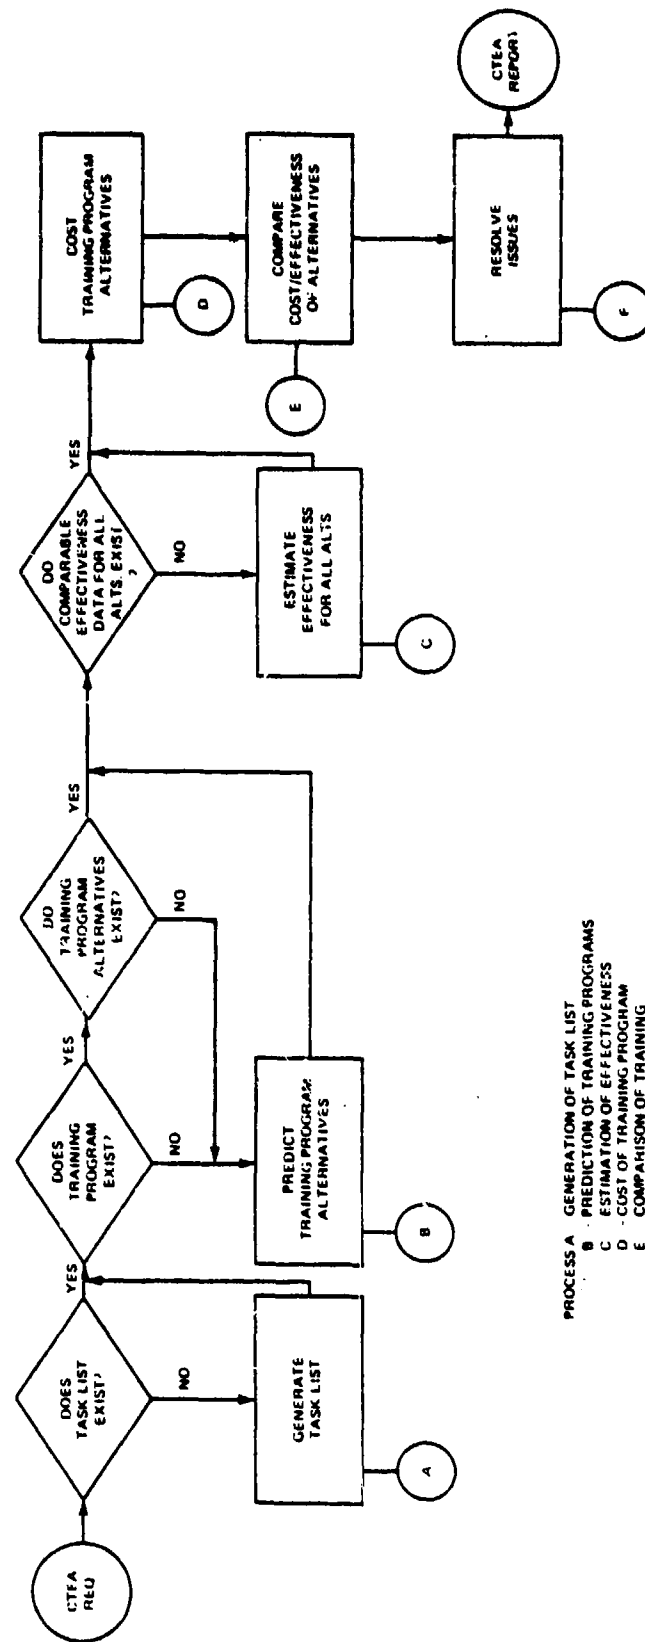 CTEA
REQ
DOES
TASK LIST
EXIST?
YES
NO
GENERATE
TASK LIST
A
DOES
TRAINING
PROGRAM
EXIST?
YES
NO
PREDICT
TRAINING PROGRAM
ALTERNATIVES
B
DO
TRAINING
PROGRAM
ALTERNATIVES
EXIST?
YES
NO
DO
COMPARABLE
EFFECTIVENESS
DATA FOR ALL
ALTS. EXIST
?
YES
NO
ESTIMATE
EFFECTIVENESS
FOR ALL ALTS
C
COST
TRAINING PROGRAM
ALTERNATIVES
D
COMPARE
COST/EFFECTIVENESS
OF ALTERNATIVES
E
RESOLVE
ISSUES
F
CTEA
REPORT
PROCESS A GENERATION OF TASK LIST
B - PREDICTION OF TRAINING PROGRAMS
C ESTIMATION OF EFFECTIVENESS
D - COST OF TRAINING PROGRAM
E COMPARISON OF TRAINING